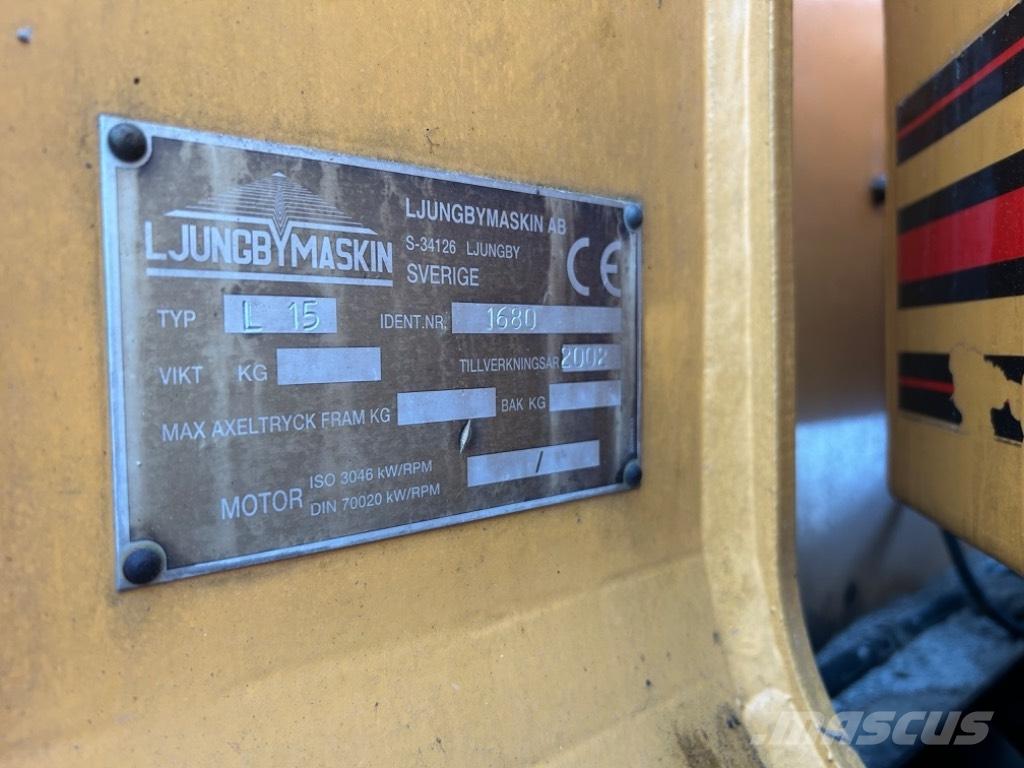 LJUNGBYMASKIN
LJUNGBYMASKIN AB
S-34126 LJUNGBY
SVERIGE
CE
TYP L 15 IDENT.NR. 1680
VIKT KG TILLVERKNINGSÅR 2002
MAX AXELTRYCK FRAM KG BAK KG
MOTOR ISO 3046 kW/RPM /
DIN 70020 kW/RPM
mascus